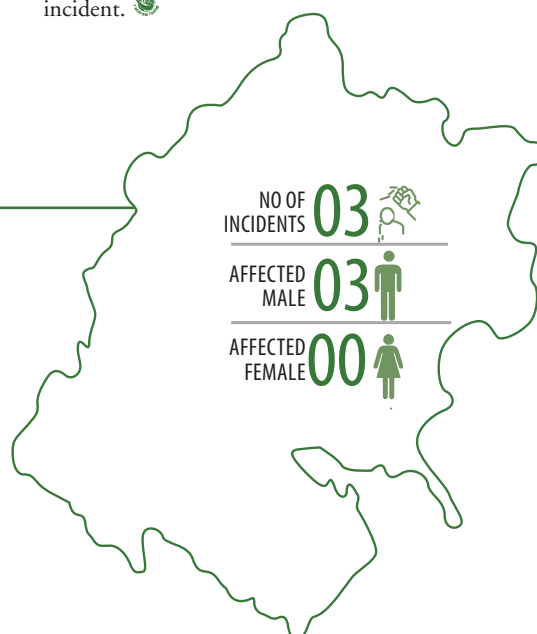 incident.
NO OF
INCIDENTS 03
AFFECTED
MALE 03
AFFECTED
FEMALE 00